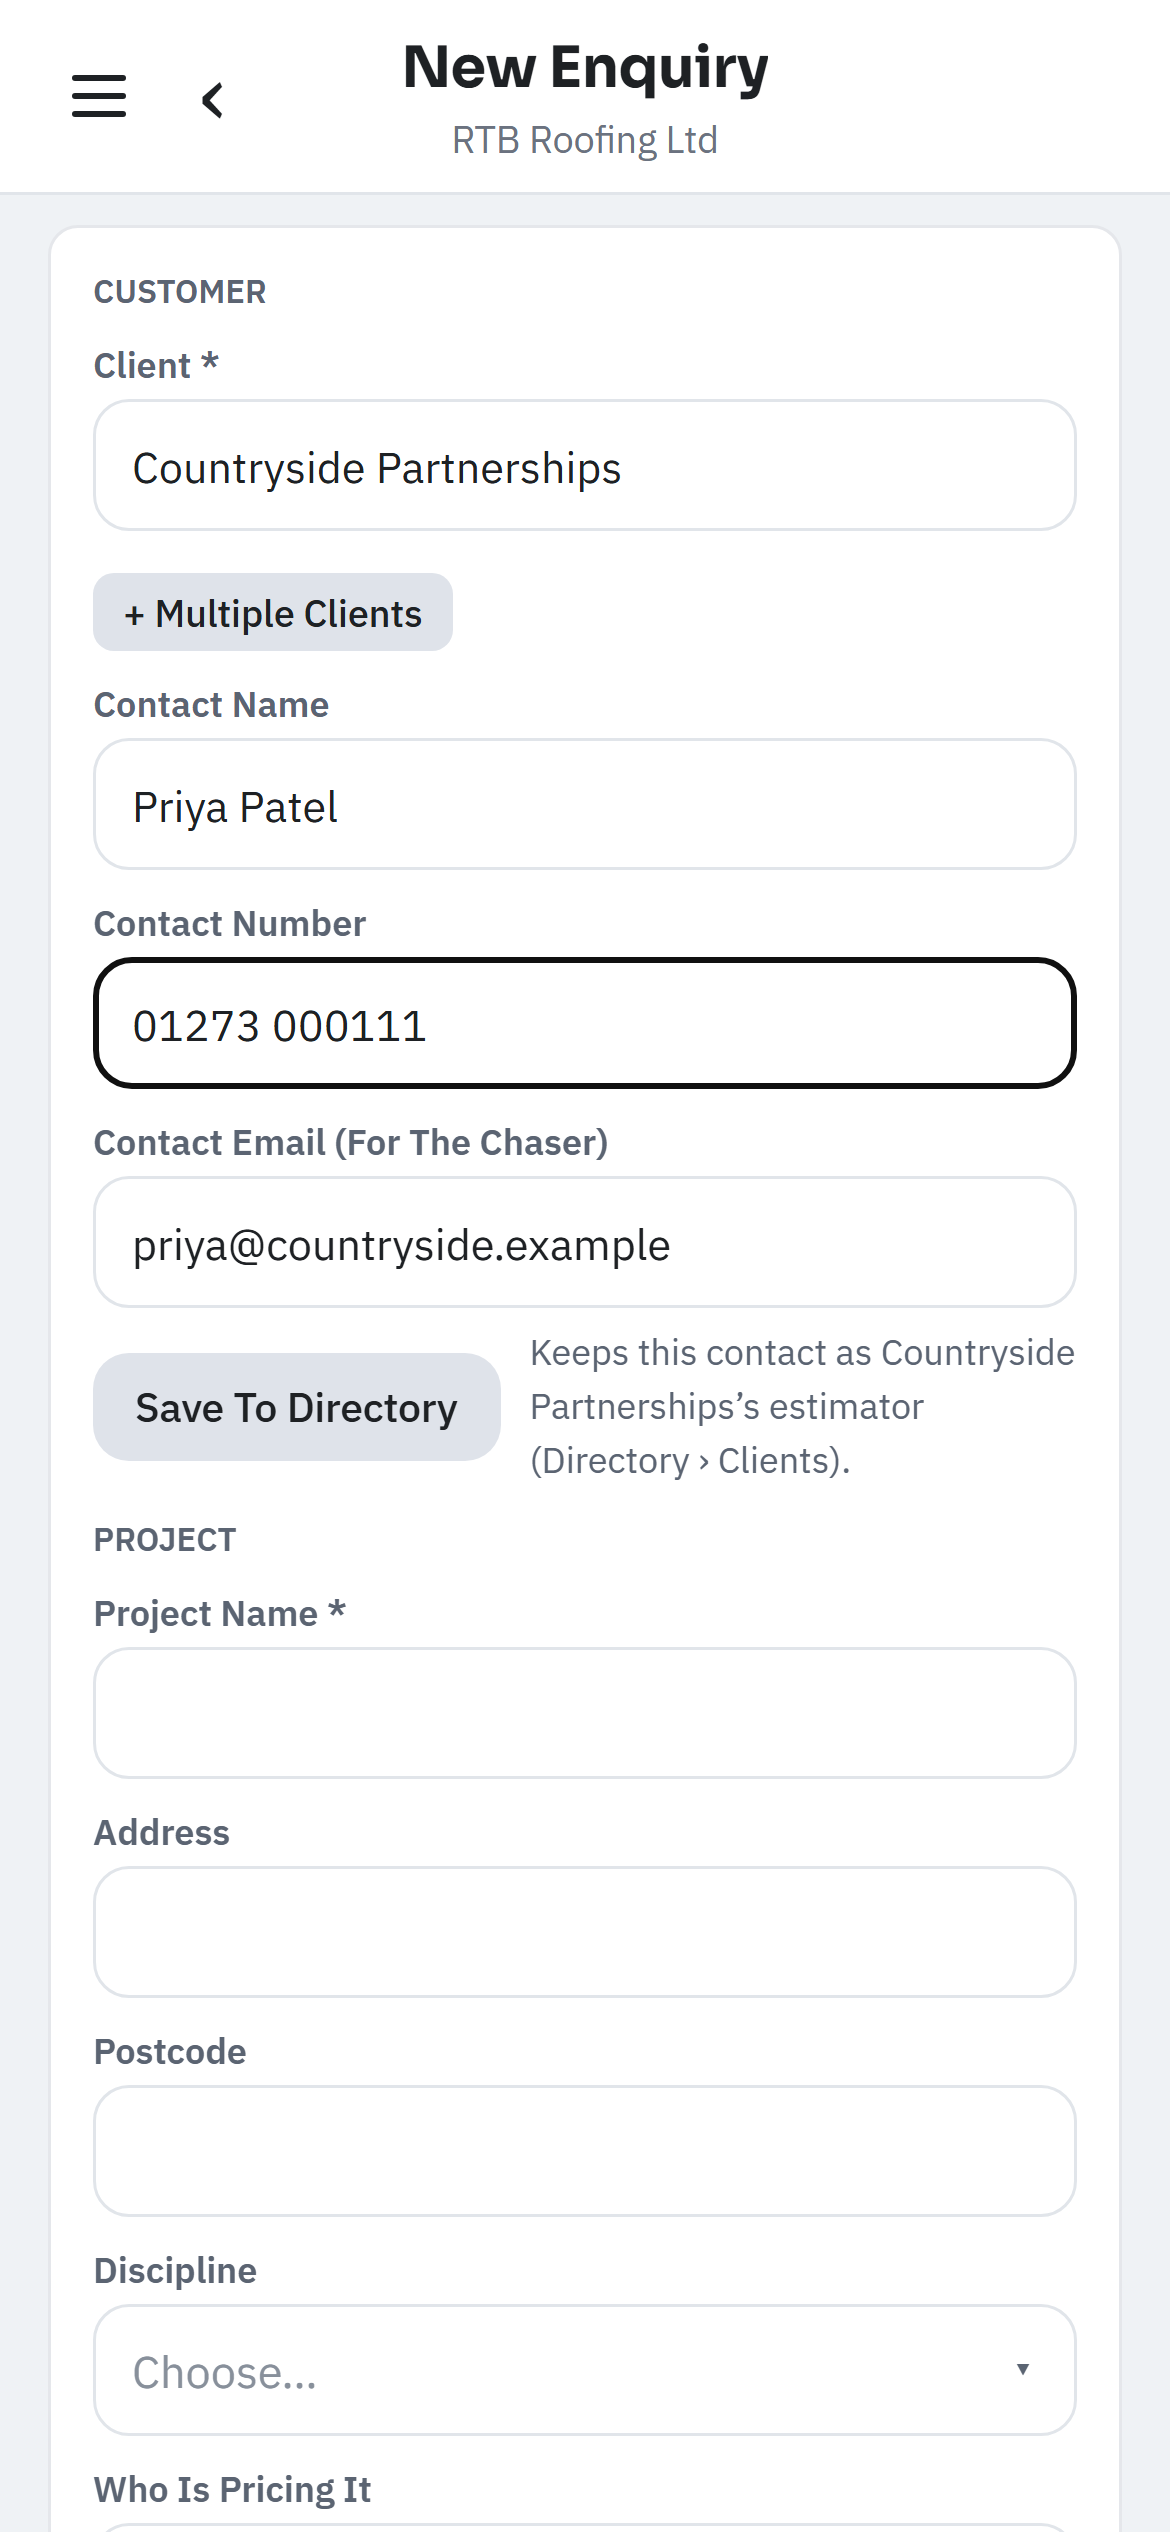 New Enquiry
RTB Roofing Ltd
CUSTOMER
Client *
Countryside Partnerships
+ Multiple Clients
Contact Name
Priya Patel
Contact Number
01273 000111
Contact Email (For The Chaser)
priya@countryside.example
Save To Directory
Keeps this contact as Countryside
Partnerships’s estimator
(Directory › Clients).
PROJECT
Project Name *
Address
Postcode
Discipline
Choose...
Who Is Pricing It